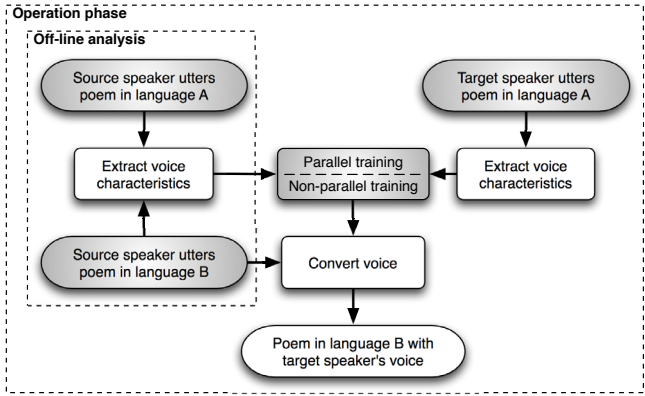 Operation phase
Off-line analysis
Source speaker utters
poem in language A
Target speaker utters
poem in language A
Extract voice
characteristics
Parallel training
Non-parallel training
Extract voice
characteristics
Source speaker utters
poem in language B
Convert voice
Poem in language B with
target speaker's voice